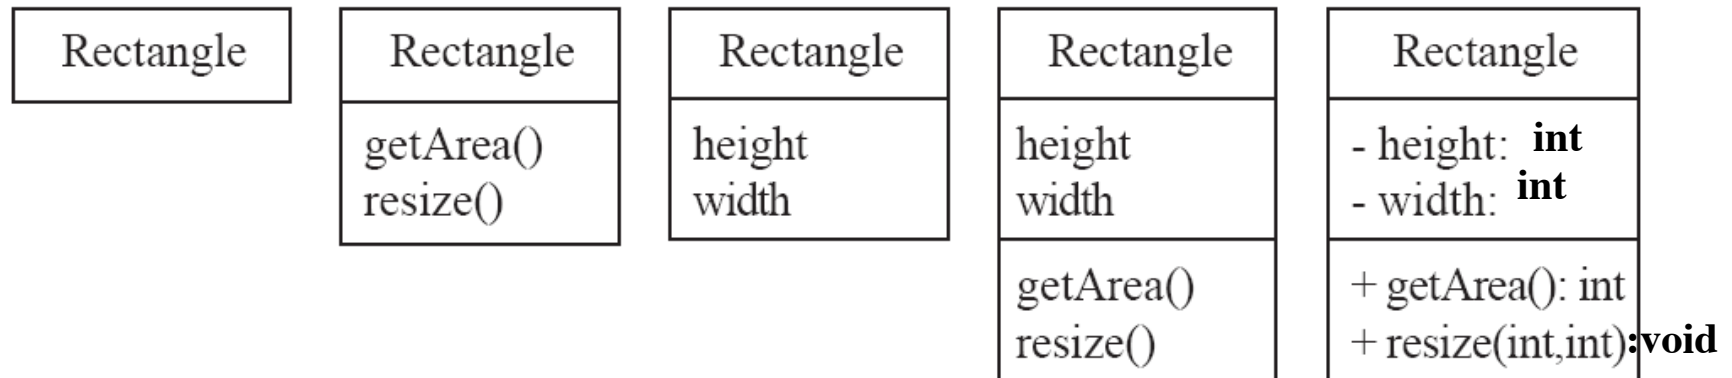 Rectangle
Rectangle
getArea()
resize()
Rectangle
height
width
Rectangle
height
width
getArea()
resize()
Rectangle
- height: int
- width: int
+ getArea(): int
+ resize(int,int):void